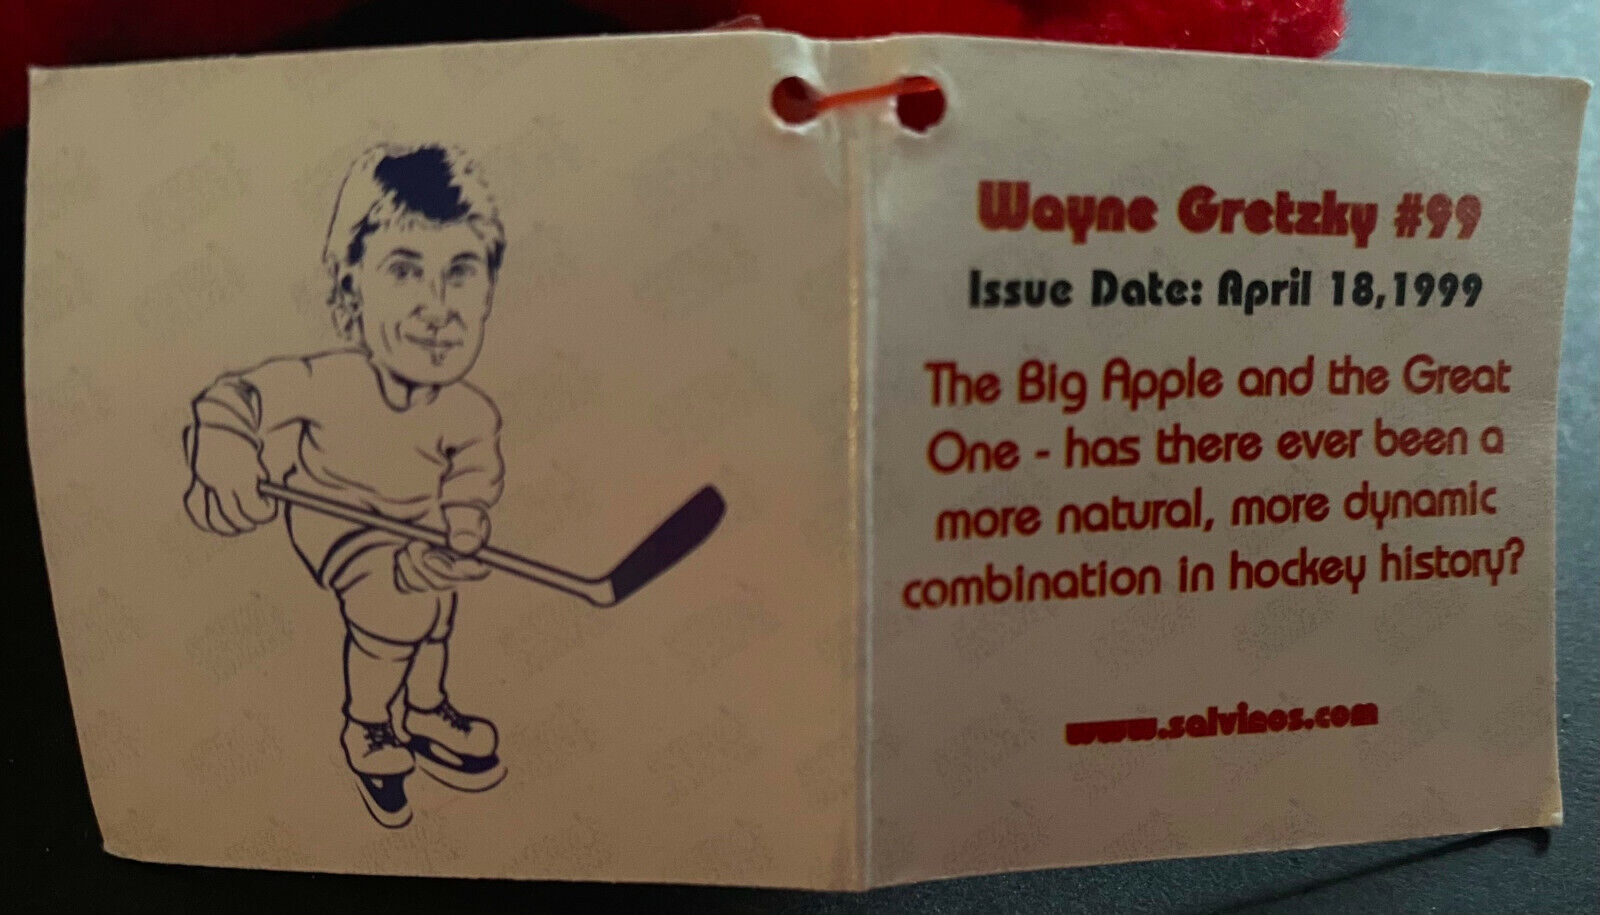 Wayne Gretzky #99
Issue Date: April 18,1999
The Big Apple and the Great
One - has there ever been a
more natural, more dynamic
combination in hockey history?
www.salvinos.com